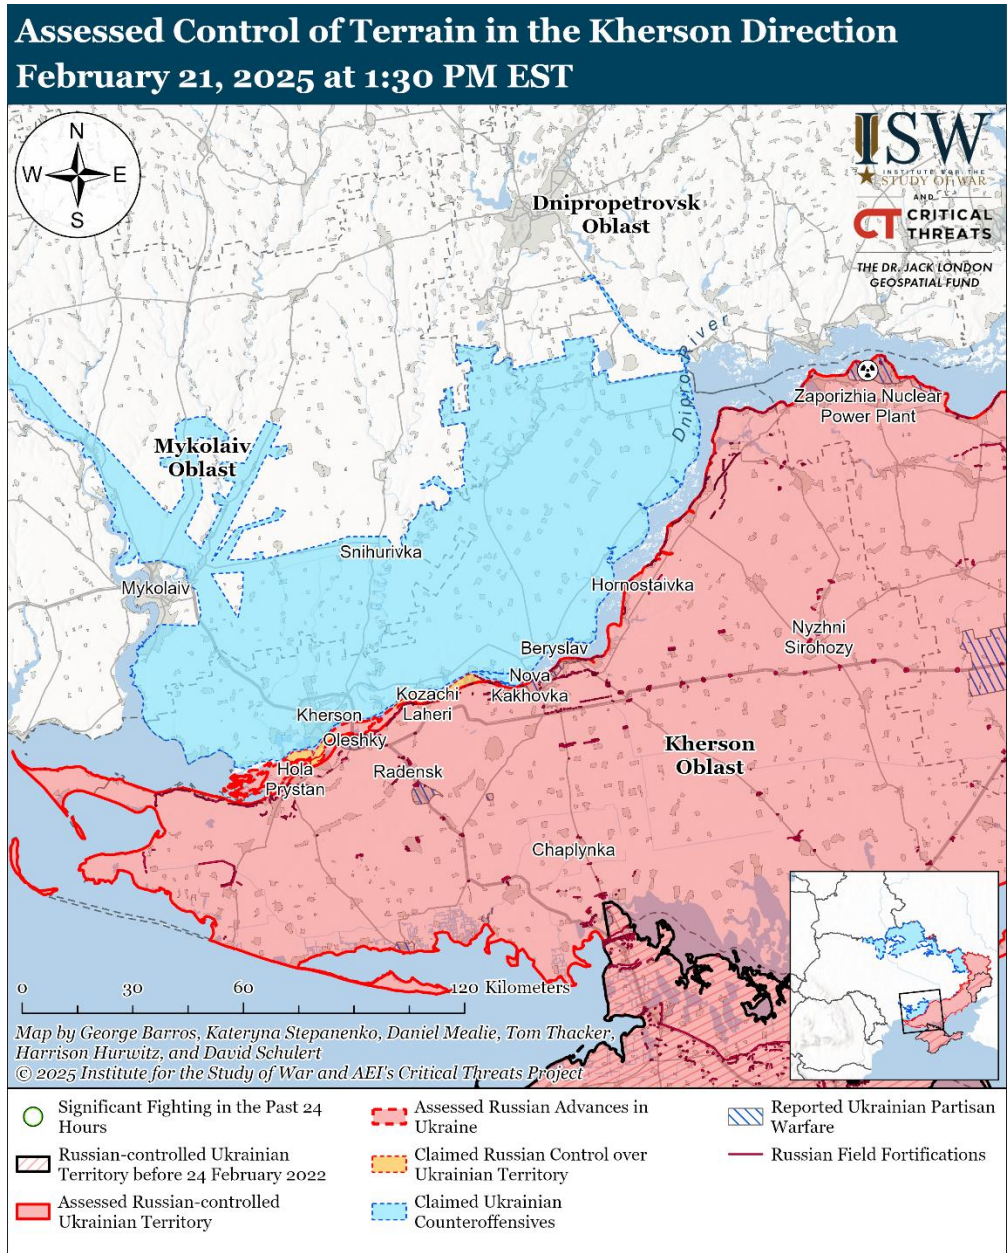 Assessed Control of Terrain in the Kherson Direction
February 21, 2025 at 1:30 PM EST
N
W
E
S
ISW
INSTITUTE FOR THE
STUDY OF WAR
AND
CT CRITICAL
THREATS
THE DR. JACK LONDON
GEOSPATIAL FUND
Dnipropetrovsk
Oblast
Dnipro River
Zaporizhia Nuclear
Power Plant
Mykolaiv
Oblast
Snihurivka
Mykolaiv
Hornostaivka
Nyzhni
Sirohozy
Beryslav
Nova
Kakhovka
Kozachi
Laheri
Kherson
Oleshky
Hola
Prystan
Radensk
Kherson
Oblast
Chaplynka
0 30 60 120 Kilometers
Map by George Barros, Kateryna Stepanenko, Daniel Mealie, Tom Thacker,
Harrison Hurwitz, and David Schulert
© 2025 Institute for the Study of War and AEI's Critical Threats Project
Significant Fighting in the Past 24
Hours
Russian-controlled Ukrainian
Territory before 24 February 2022
Assessed Russian-controlled
Ukrainian Territory
Assessed Russian Advances in
Ukraine
Claimed Russian Control over
Ukrainian Territory
Claimed Ukrainian
Counteroffensives
Reported Ukrainian Partisan
Warfare
Russian Field Fortifications